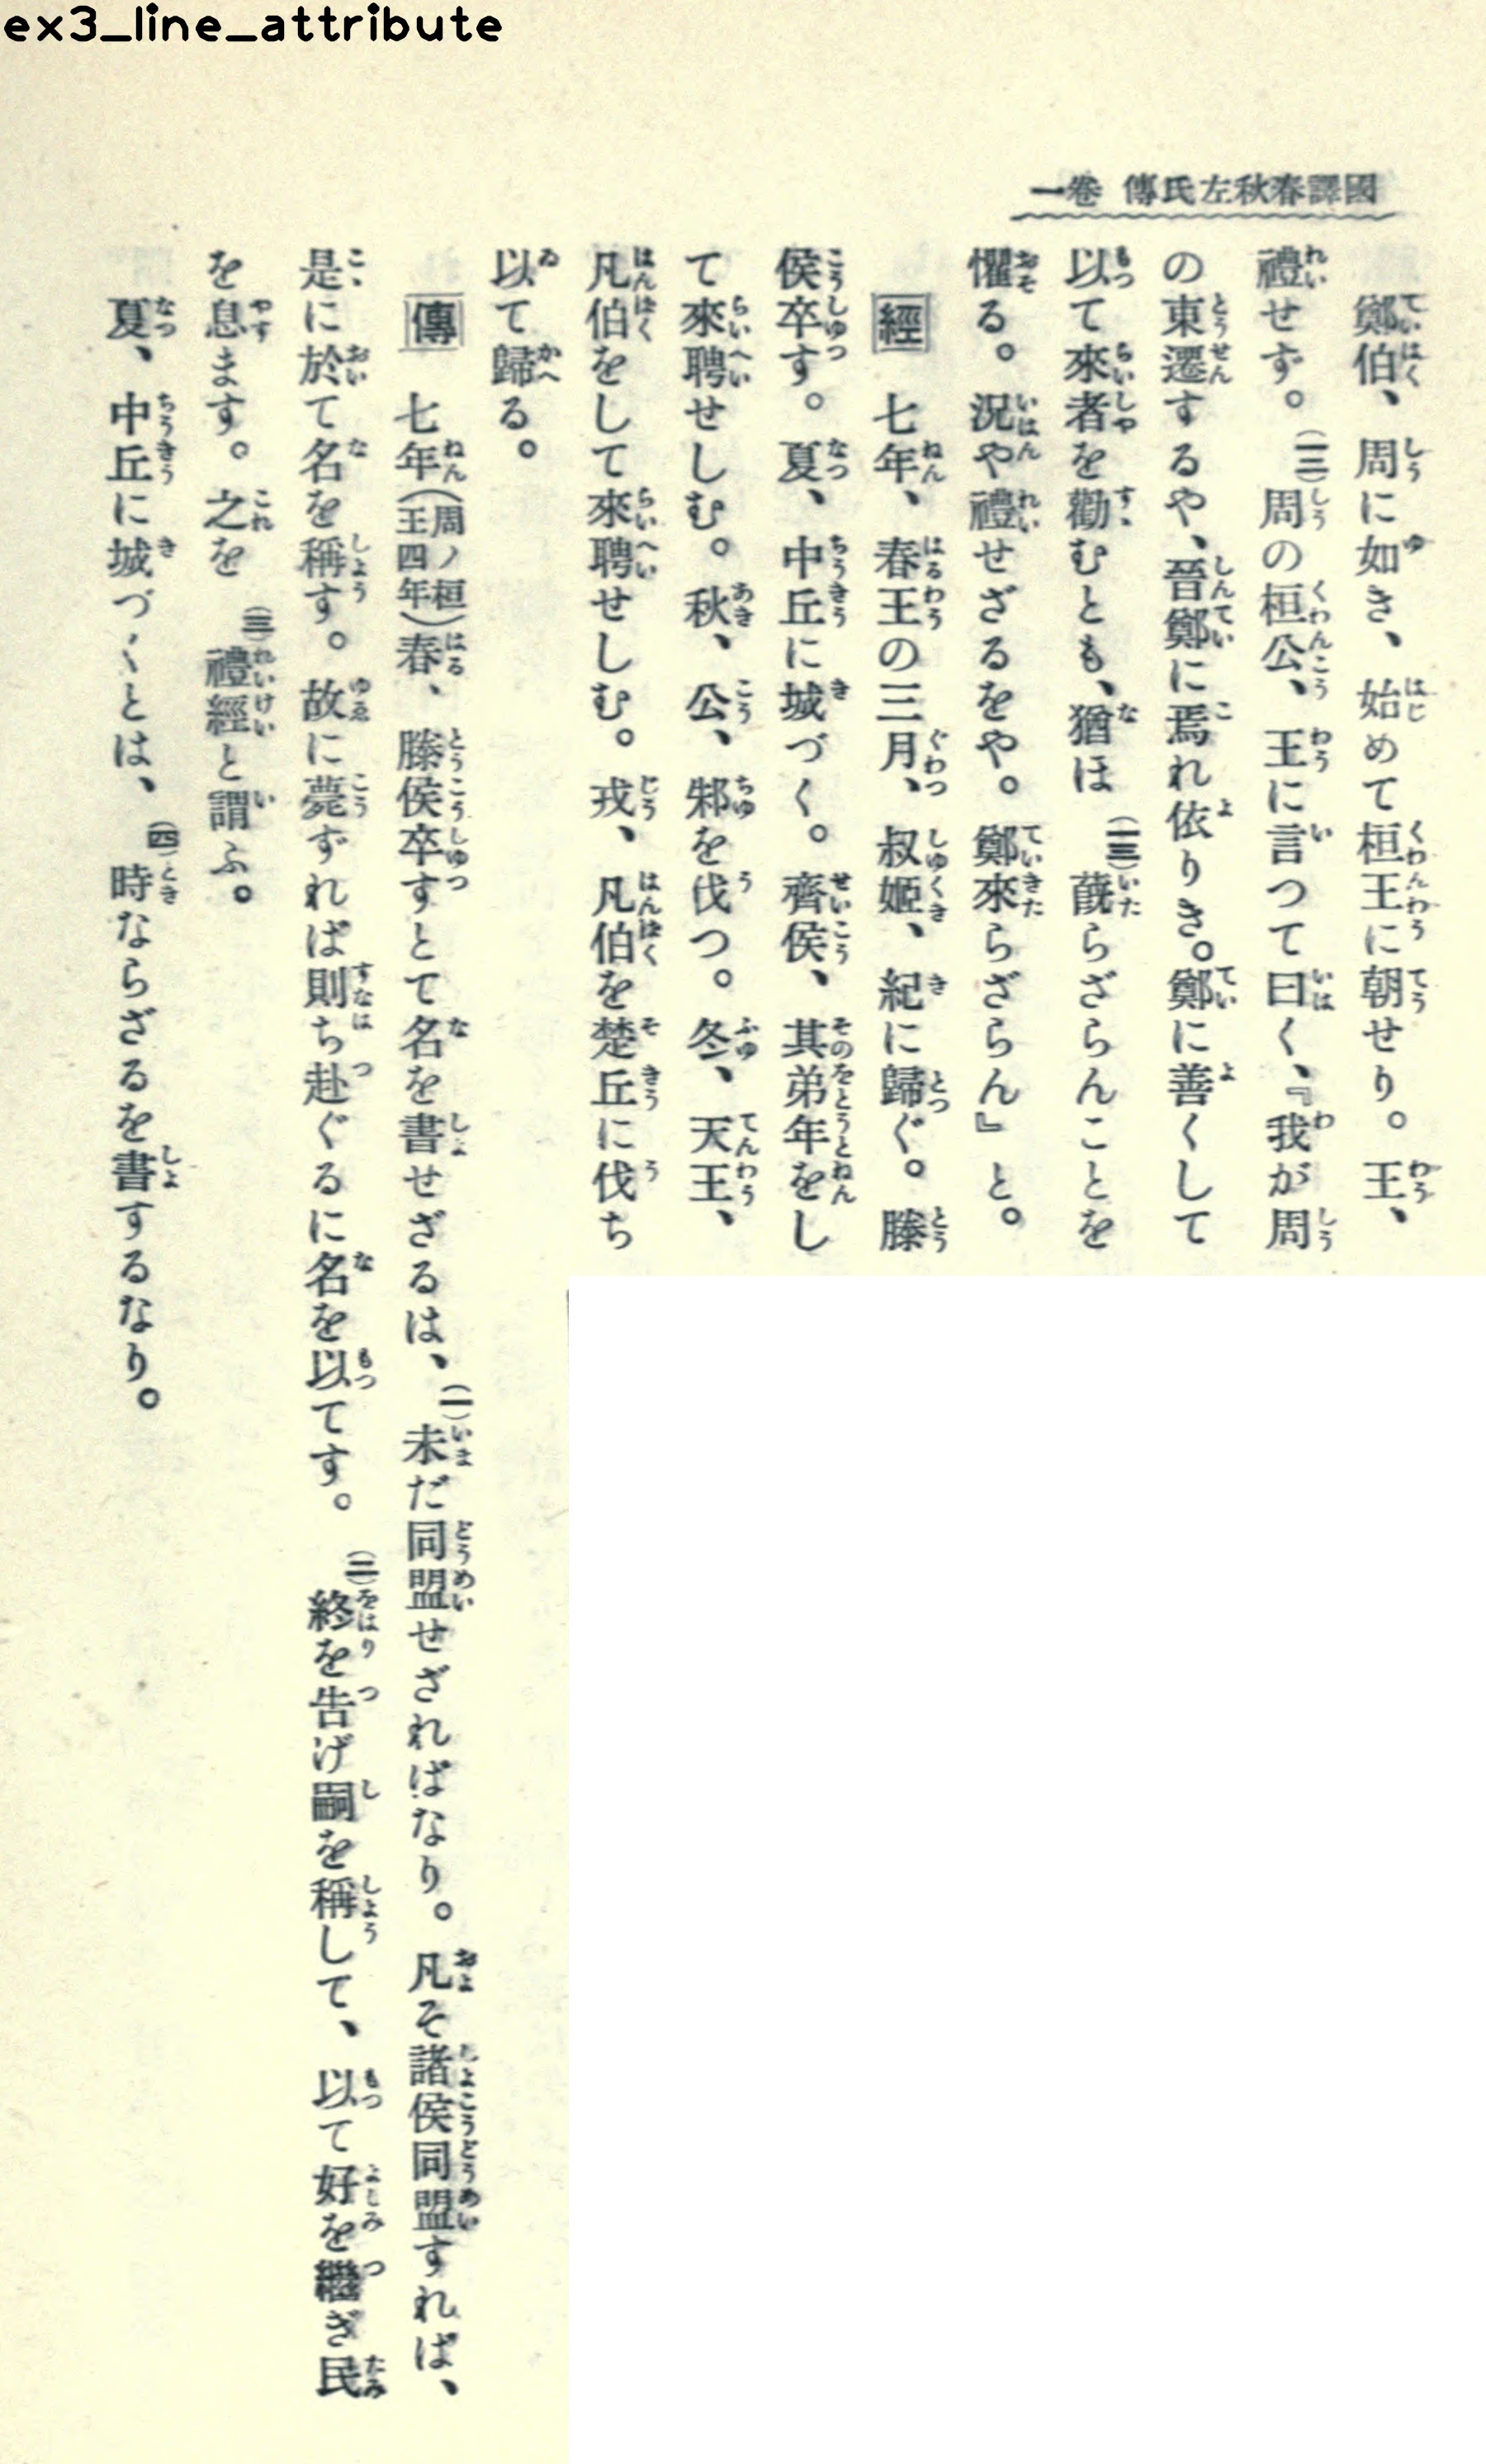 ex3_line_attribute
國譯春秋左氏傳 卷一
鄭伯、周に如き、始めて桓王に朝せり。王、
禮せず。(一二)周の桓公、王に言つて曰く、『我が周
の東遷するや、晉鄭に焉れ依りき。鄭に善くして
以て來者を勸むとも、猶ほ(一三)蔇らざらんことを
懼る。況や禮せざるをや。鄭來らざらん』と。
經 七年、春王の三月、叔姬、紀に歸ぐ。滕
侯卒す。夏、中丘に城づく。齊侯、其弟年をし
て來聘せしむ。秋、公、邾を伐つ。冬、天王、
凡伯をして來聘せしむ。戎、凡伯を楚丘に伐ち
以て歸る。
傳 七年(周ノ桓王四年)春、滕侯卒すとて名を書せざるは、(一)未だ同盟せざればなり。凡そ諸侯同盟すれば、
是に於て名を稱す。故に薨ずれば則ち赴ぐるに名を以てす。(二)終を告げ嗣を稱して、以て好を繼ぎ民
を息ます。之を(三)禮經と謂ふ。
夏、中丘に城づくとは、(四)時ならざるを書するなり。